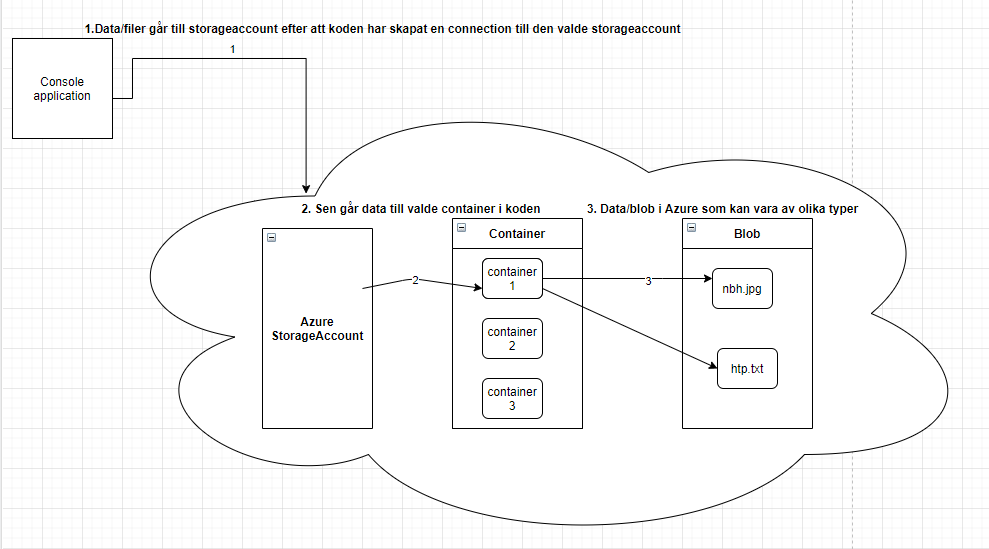 1.Data/filer går till storageaccount efter att koden har skapat en connection till den valde storageaccount
1
Console
application
2. Sen går data till valde container i koden
3. Data/blob i Azure som kan vara av olika typer
Azure
StorageAccount
2
Container
container
1
container
2
container
3
3
Blob
nbh.jpg
htp.txt